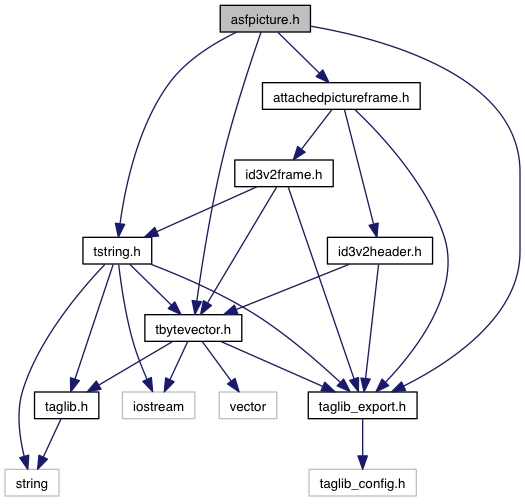 asfpicture.h
attachedpictureframe.h
id3v2frame.h
tstring.h
id3v2header.h
tbytevector.h
taglib.h
iostream
vector
taglib_export.h
string
taglib_config.h